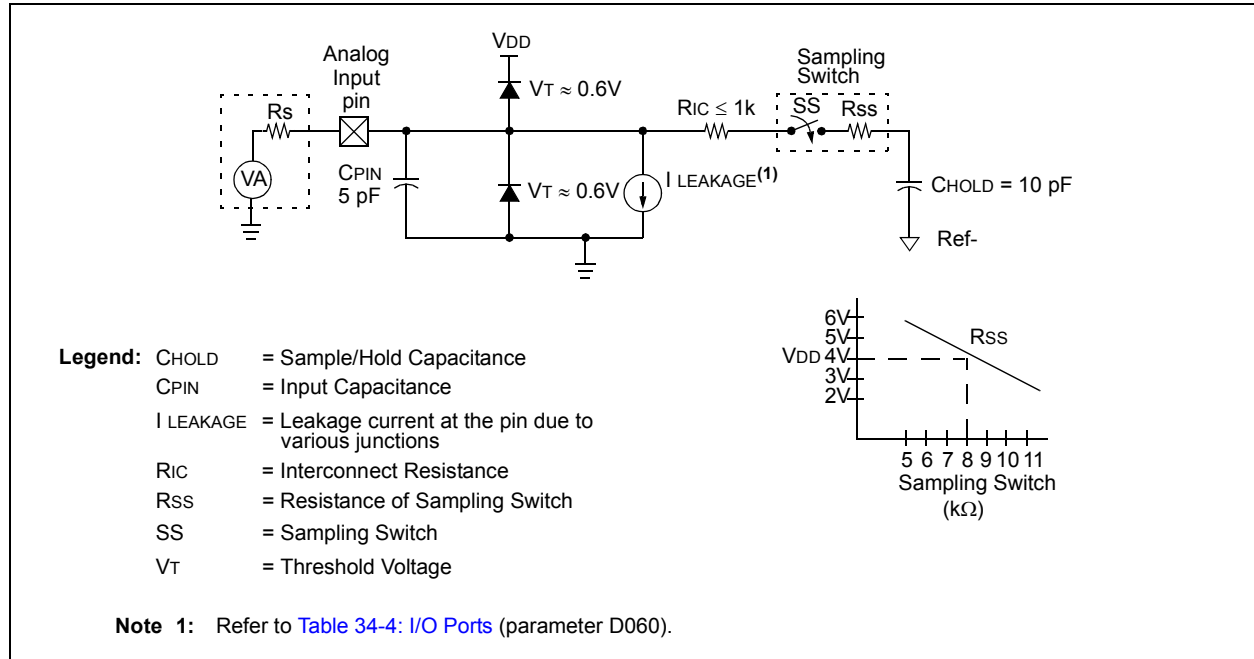 VDD
Analog
Input
pin
Sampling
Switch
Rs
VT ≈ 0.6V
RIC ≤ 1k
SS
Rss
VA
CPIN
5 pF
VT ≈ 0.6V
I LEAKAGE(1)
CHOLD = 10 pF
Ref-
6V
5V
VDD 4V
3V
2V
RSS
5 6 7 8 9 10 11
Sampling Switch
(kΩ)
Legend: CHOLD = Sample/Hold Capacitance
CPIN = Input Capacitance
I LEAKAGE = Leakage current at the pin due to
various junctions
RIC = Interconnect Resistance
RSS = Resistance of Sampling Switch
SS = Sampling Switch
VT = Threshold Voltage
Note 1: Refer to Table 34-4: I/O Ports (parameter D060).